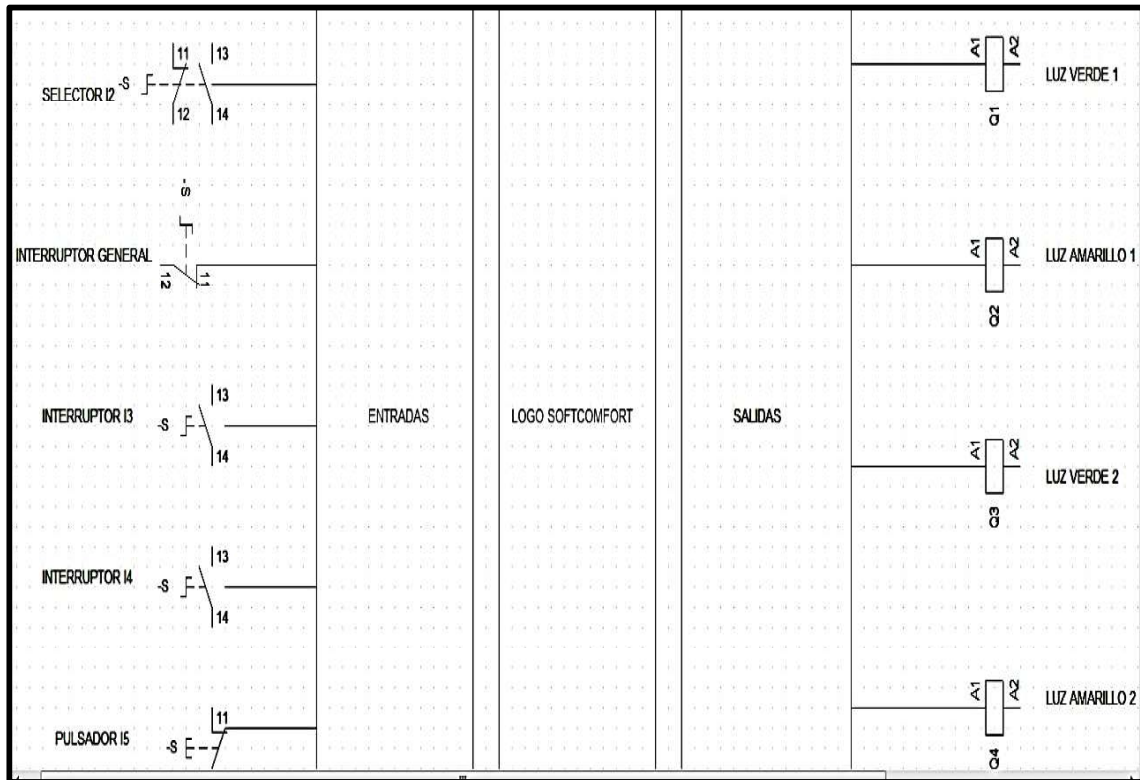 11 13
SELECTOR I2 -S
12 14
-S
INTERRUPTOR GENERAL
12 11
13
INTERRUPTOR I3 -S
14
13
INTERRUPTOR I4 -S
14
11
PULSADOR I5 -S
ENTRADAS
LOGO SOFTCOMFORT
SALIDAS
A1 A2
LUZ VERDE 1
Q1
A1 A2
LUZ AMARILLO 1
Q2
A1 A2
LUZ VERDE 2
Q3
A1 A2
LUZ AMARILLO 2
Q4